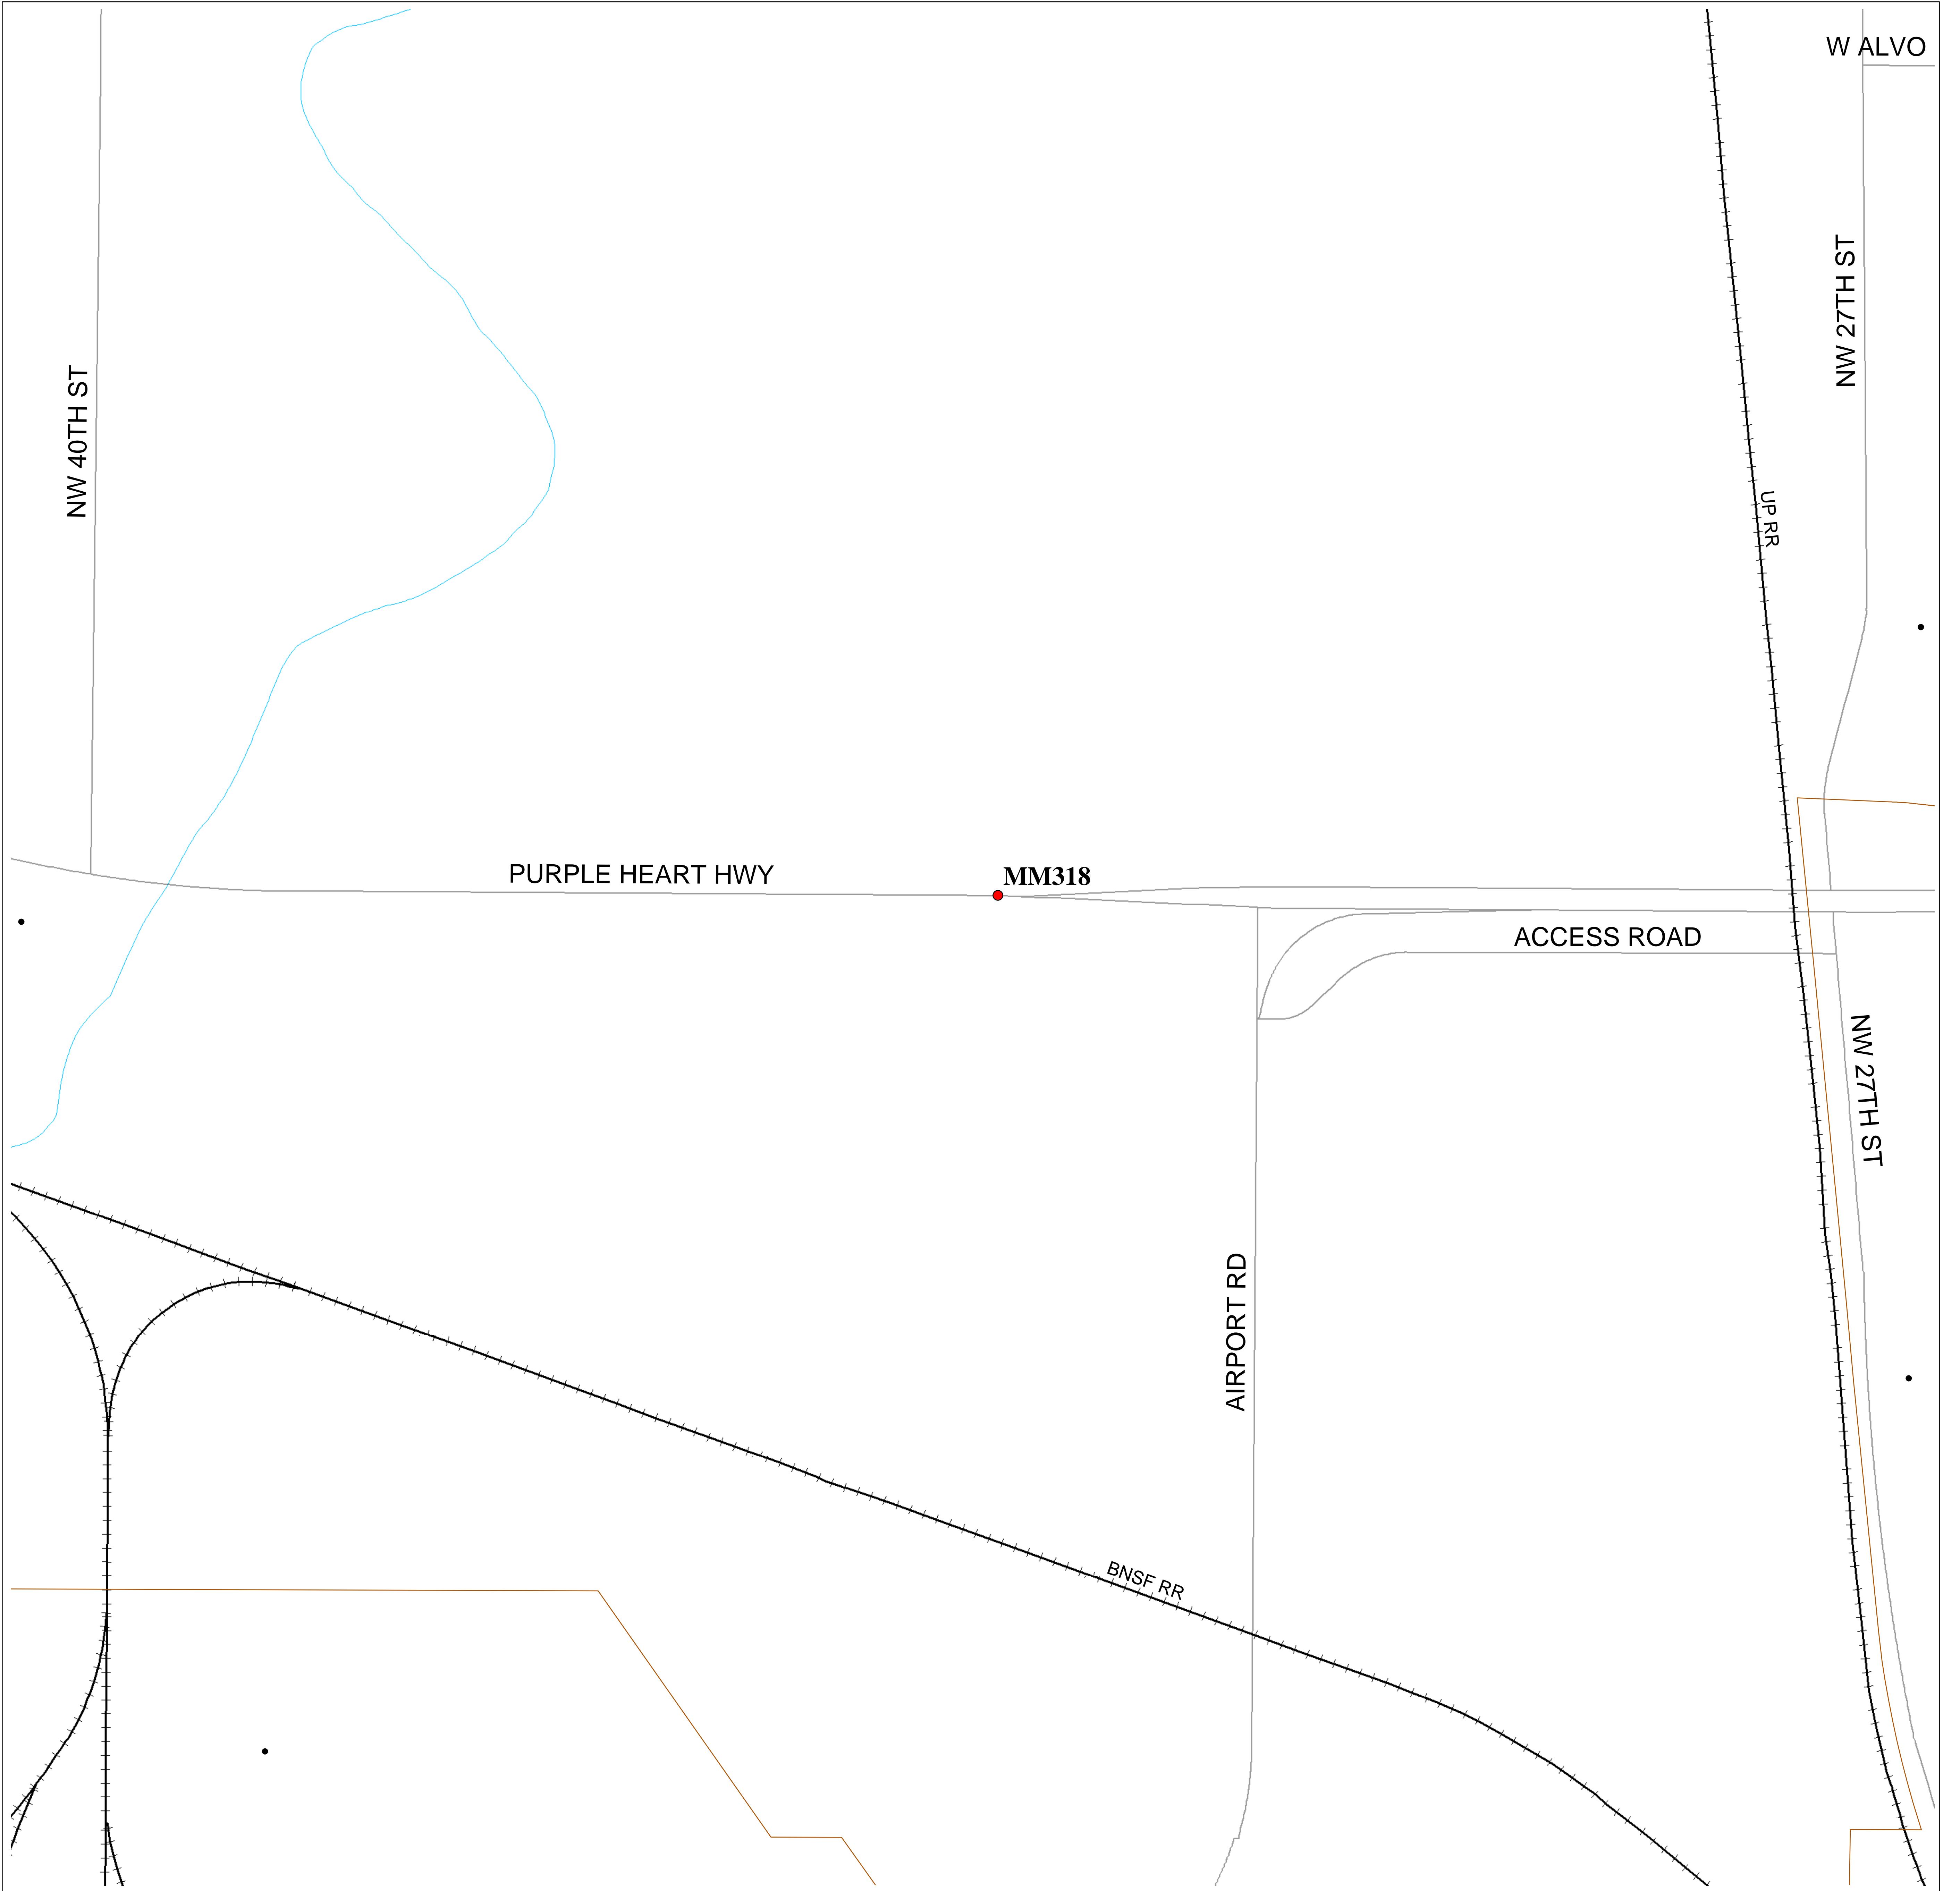 W ALVO
NW 27TH ST
NW 40TH ST
UP RR
PURPLE HEART HWY
MM318
ACCESS ROAD
NW 27TH ST
AIRPORT RD
BNSF RR